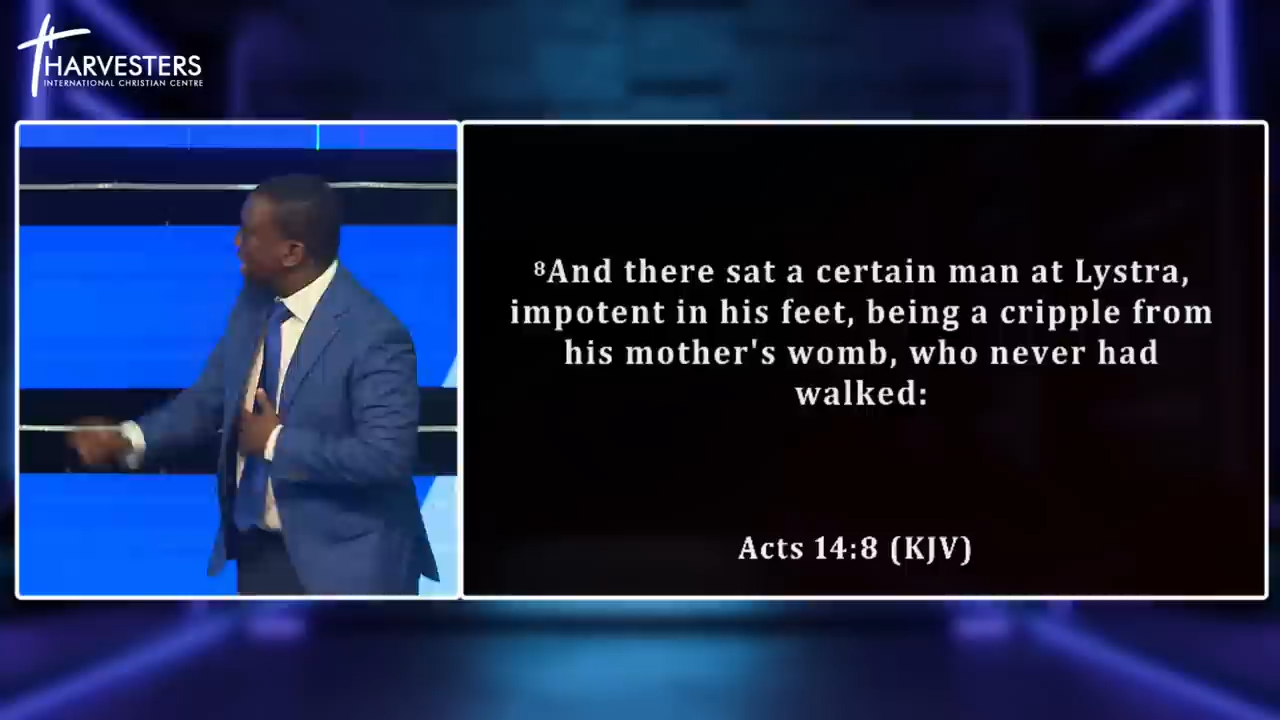 HARVESTERS
INTERNATIONAL CHRISTIAN CENTRE
⁸And there sat a certain man at Lystra,
impotent in his feet, being a cripple from
his mother's womb, who never had
walked:
Acts 14:8 (KJV)